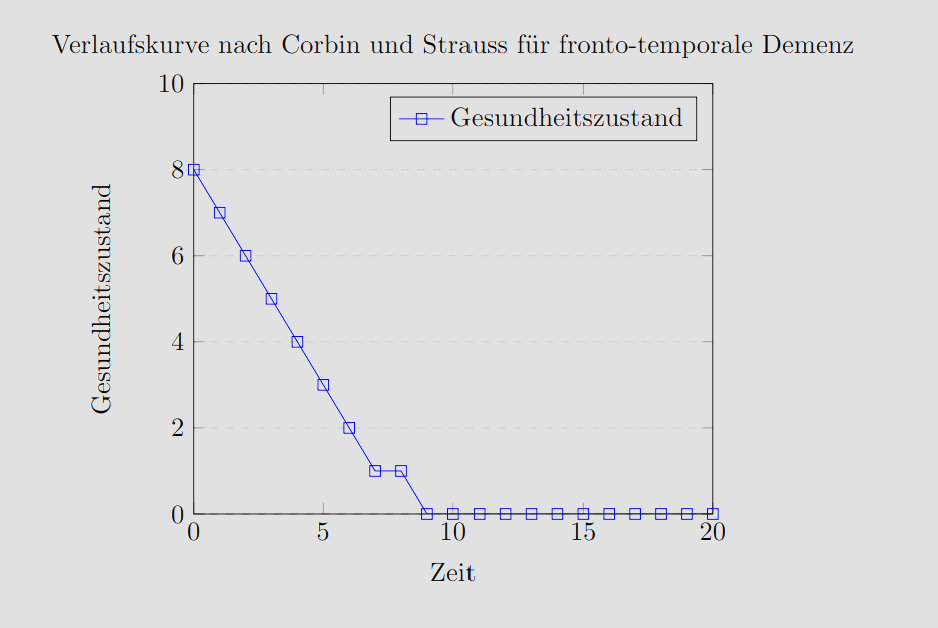 Verlaufskurve nach Corbin und Strauss für fronto-temporale Demenz
Gesundheitszustand
Gesundheitszustand
10
8
6
4
2
0
0 5 10 15 20
Zeit